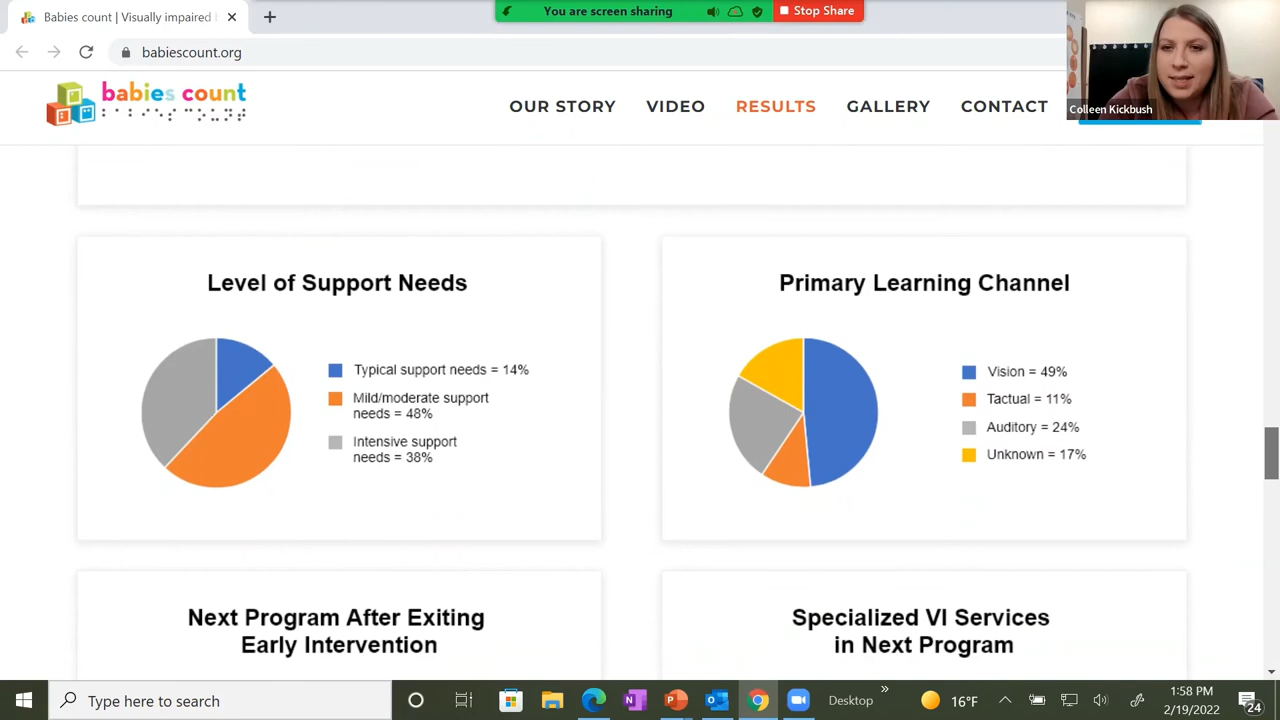 Babies count | Visually impaired
You are screen sharing
Stop Share
babiescount.org
babies count
OUR STORY
VIDEO
RESULTS
GALLERY
CONTACT
Colleen Kickbush
Level of Support Needs
Typical support needs = 14%
Mild/moderate support
needs = 48%
Intensive support
needs = 38%
Primary Learning Channel
Vision = 49%
Tactual = 11%
Auditory = 24%
Unknown = 17%
Next Program After Exiting
Early Intervention
Specialized VI Services
in Next Program
Type here to search
Desktop
16°F
1:58 PM
2/19/2022
24